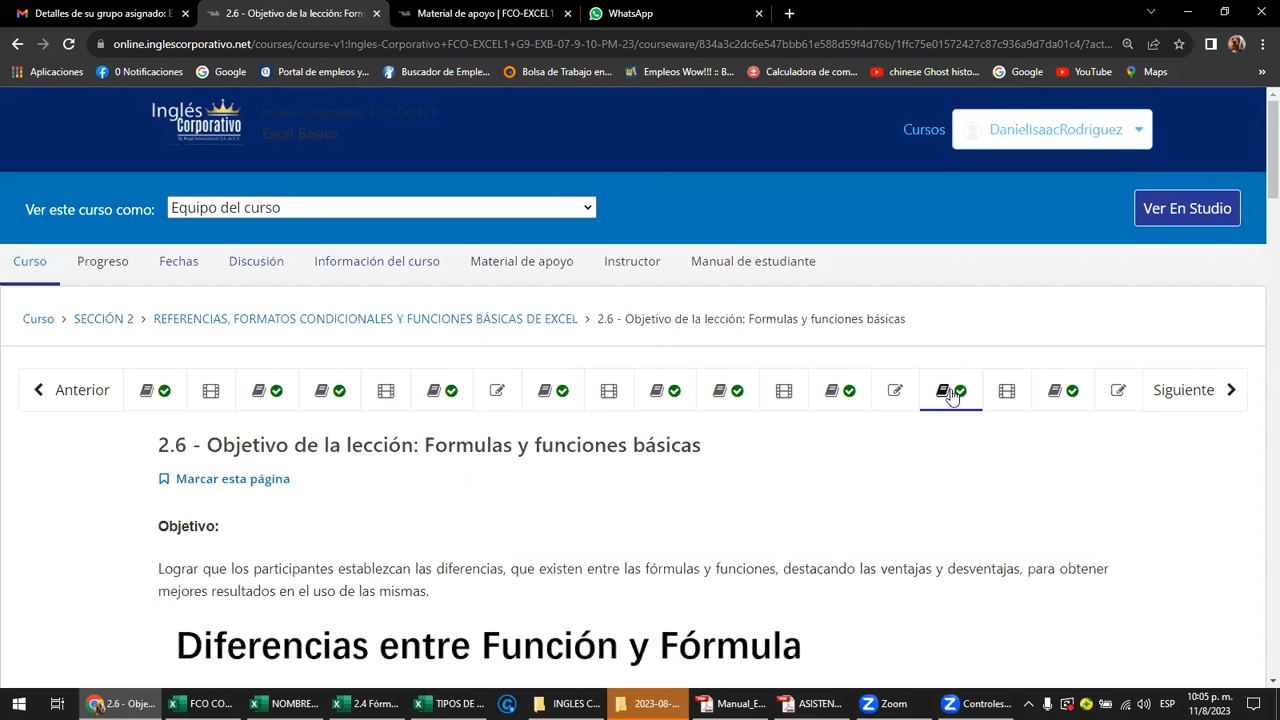 Detalles de su grupo asignado: E:
2.6 - Objetivo de la lección: Form
Material de apoyo | FCO-EXCEL1
WhatsApp
online.inglescorporativo.net/courses/course-v1:Ingles-Corporativo+FCO-EXCEL1+G9-EXB-07-9-10-PM-23/courseware/834a3c2dc6e547bbb61e588d59f4d76b/1ffc75e01572427c87c936a9d7da01c4/?act...
Aplicaciones
0 Notificaciones
Google
Portal de empleos y...
Buscador de Emple...
Bolsa de Trabajo en...
Empleos Wow!!! :: B...
Calculadora de com...
chinese Ghost histo...
Google
YouTube
Maps
»
Inglés
Corporativo
Excel Basico
Cursos
DanielIsaacRodriguez
Ver este curso como:
Equipo del curso
Ver En Studio
Curso
Progreso
Fechas
Discusión
Información del curso
Material de apoyo
Instructor
Manual de estudiante
Curso > SECCIÓN 2 > REFERENCIAS, FORMATOS CONDICIONALES Y FUNCIONES BÁSICAS DE EXCEL > 2.6 - Objetivo de la lección: Formulas y funciones básicas
Anterior
Siguiente
2.6 - Objetivo de la lección: Formulas y funciones básicas
Marcar esta página
Objetivo:
Lograr que los participantes establezcan las diferencias, que existen entre las fórmulas y funciones, destacando las ventajas y desventajas, para obtener
mejores resultados en el uso de las mismas.
Diferencias entre Función y Fórmula
2.6 - Obje...
FCO CO...
NOMBRE...
2.4 Fórm...
TIPOS DE ...
INGLES C...
2023-08-...
Manual_E...
ASISTEN...
Zoom
Controles...
ESP
10:05 p. m.
11/8/2023